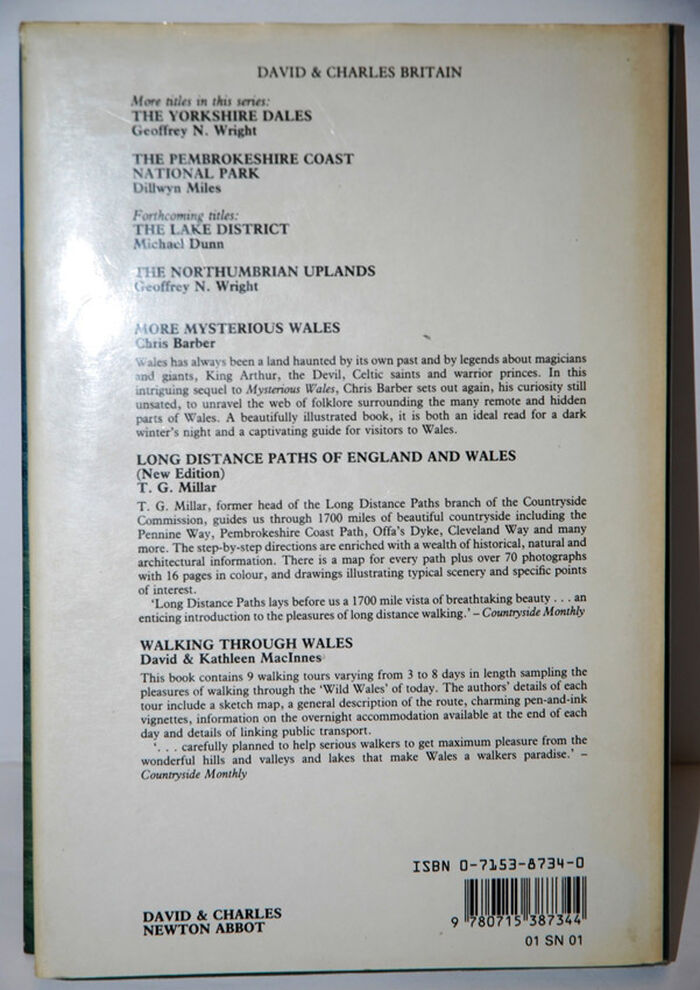 DAVID & CHARLES BRITAIN
More titles in this series:
THE YORKSHIRE DALES
Geoffrey N. Wright
THE PEMBROKESHIRE COAST
NATIONAL PARK
Dillwyn Miles
Forthcoming titles:
THE LAKE DISTRICT
Michael Dunn
THE NORTHUMBRIAN UPLANDS
Geoffrey N. Wright
MORE MYSTERIOUS WALES
Chris Barber
Wales has always been a land haunted by its own past and by legends about magicians
and giants, King Arthur, the Devil, Celtic saints and warrior princes. In this
intriguing sequel to Mysterious Wales, Chris Barber sets out again, his curiosity still
unsated, to unravel the web of folklore surrounding the many remote and hidden
parts of Wales. A beautifully illustrated book, it is both an ideal read for a dark
winter's night and a captivating guide for visitors to Wales.
LONG DISTANCE PATHS OF ENGLAND AND WALES
(New Edition)
T. G. Millar
T. G. Millar, former head of the Long Distance Paths branch of the Countryside
Commission, guides us through 1700 miles of beautiful countryside including the
Pennine Way, Pembrokeshire Coast Path, Offa's Dyke, Cleveland Way and many
more. The step-by-step directions are enriched with a wealth of historical, natural and
architectural information. There is a map for every path plus over 70 photographs
with 16 pages in colour, and drawings illustrating typical scenery and specific points
of interest.
'Long Distance Paths lays before us a 1700 mile vista of breathtaking beauty . . . an
enticing introduction to the pleasures of long distance walking.' – Countryside Monthly
WALKING THROUGH WALES
David & Kathleen MacInnes
This book contains 9 walking tours varying from 3 to 8 days in length sampling the
pleasures of walking through the 'Wild Wales' of today. The authors' details of each
tour include a sketch map, a general description of the route, charming pen-and-ink
vignettes, information on the overnight accommodation available at the end of each
day and details of linking public transport.
'. . . carefully planned to help serious walkers to get maximum pleasure from the
wonderful hills and valleys and lakes that make Wales a walkers paradise.' –
Countryside Monthly
ISBN 0-7153-8734-0
9 780715 387344
01 SN 01
DAVID & CHARLES
NEWTON ABBOT